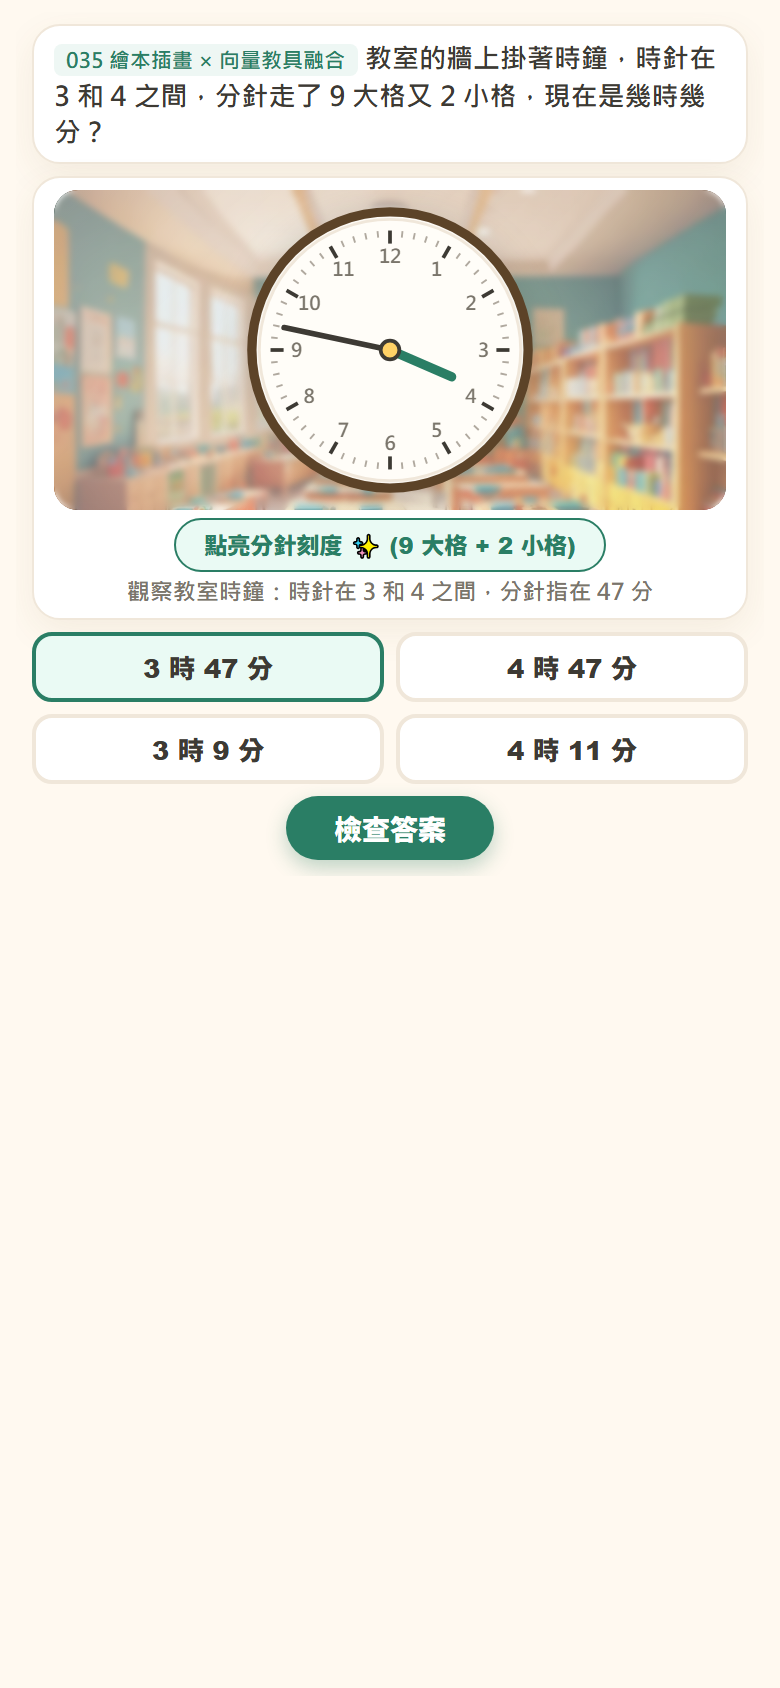 035 繪本插畫 × 向量教具融合 教室的牆上掛著時鐘，時針在
3 和 4 之間，分針走了 9 大格又 2 小格，現在是幾時幾
分？
12
11 1
10 2
9 3
8 4
7 5
6
點亮分針刻度 ✨ (9 大格 + 2 小格)
觀察教室時鐘：時針在 3 和 4 之間，分針指在 47 分
3 時 47 分
4 時 47 分
3 時 9 分
4 時 11 分
檢查答案